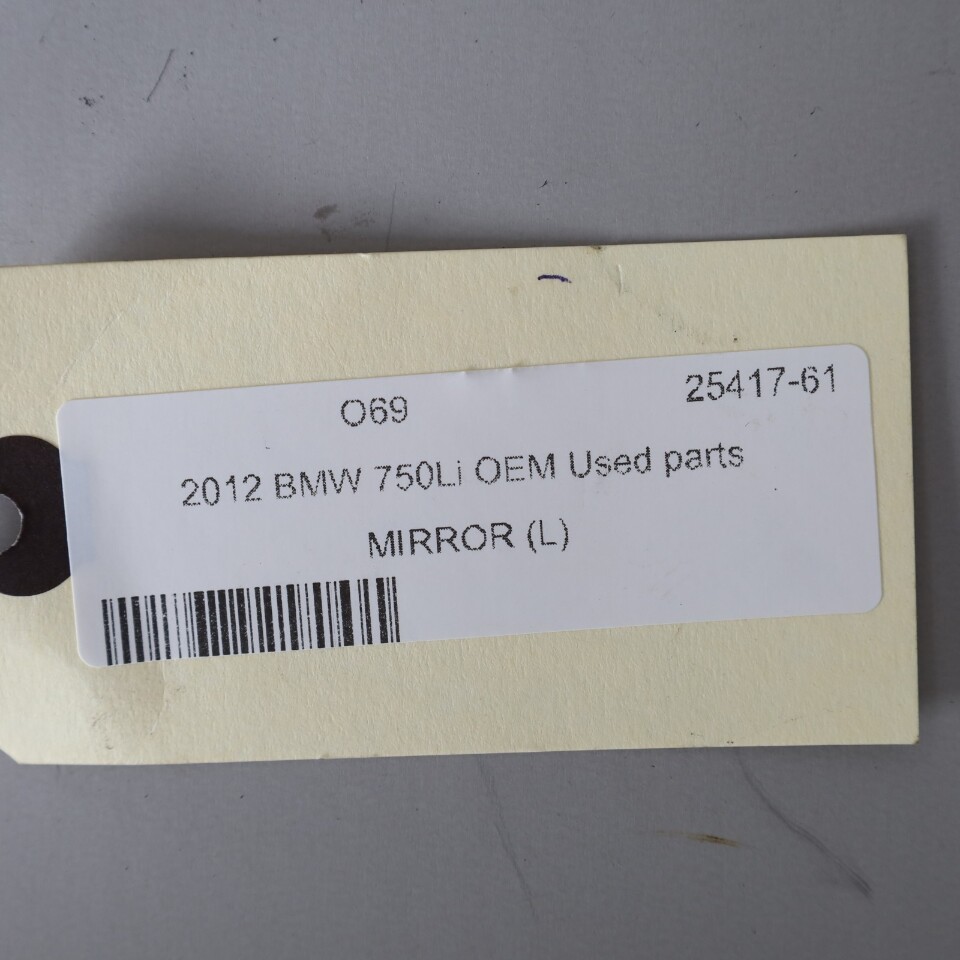 O69 25417-61
2012 BMW 750Li OEM Used parts
MIRROR (L)